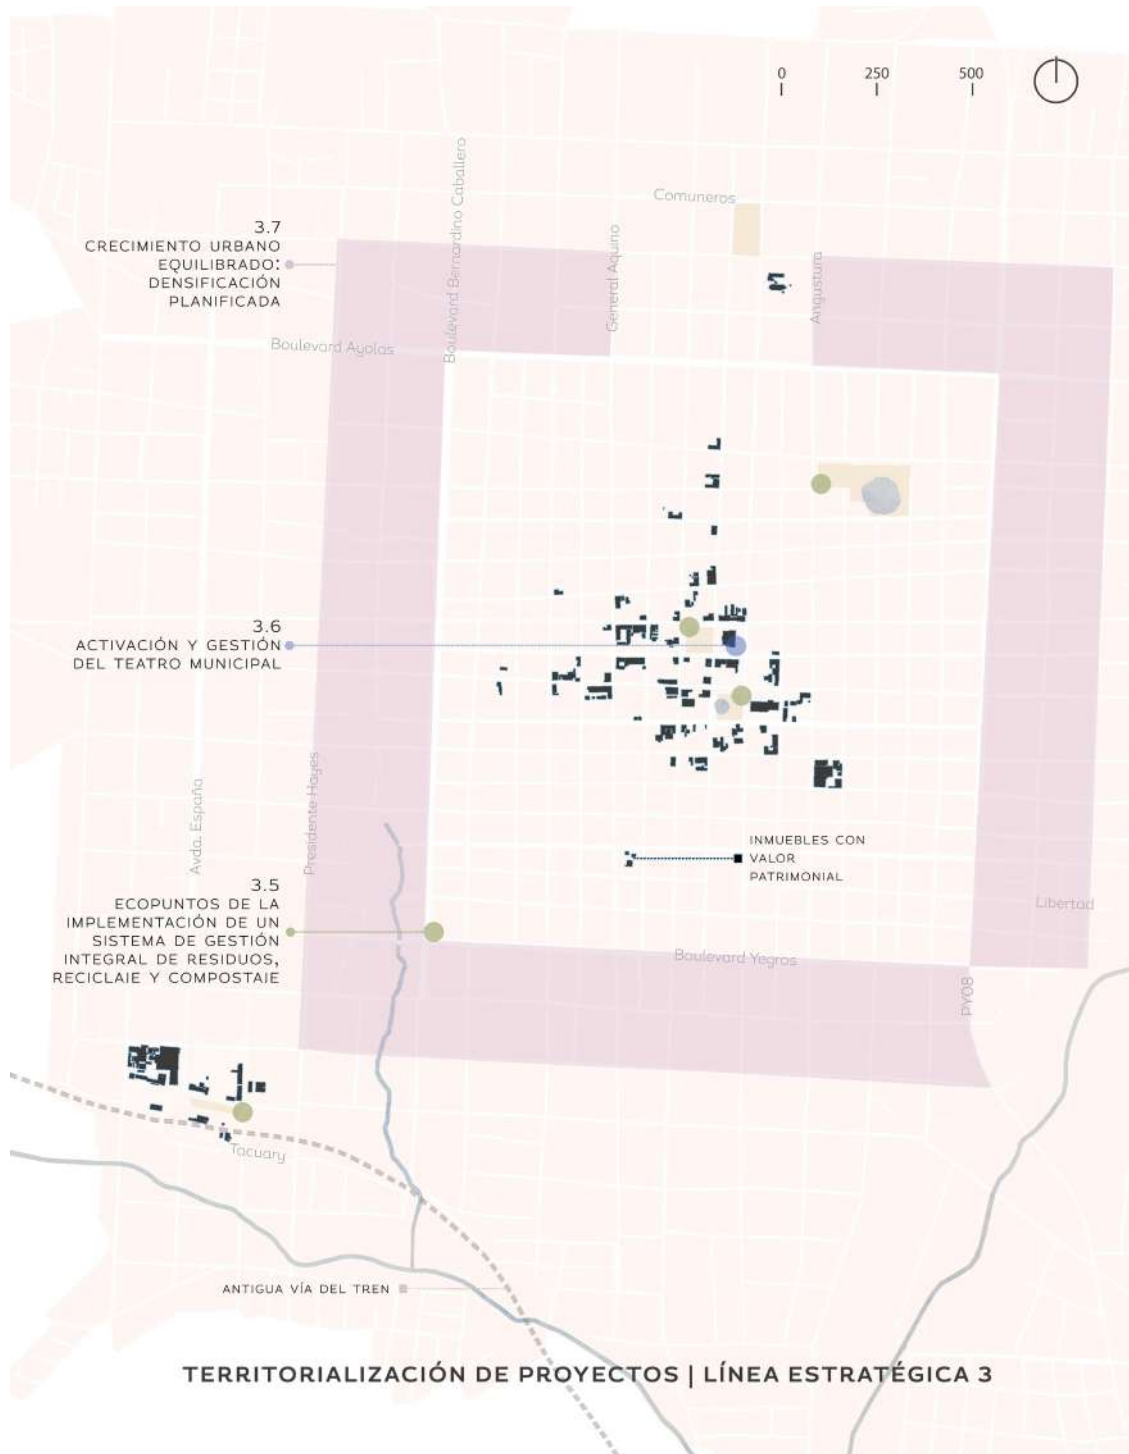 0 250 500
Comuneros
Boulevard Bernardino Caballero
General Aquino
Angustura
3.7
CRECIMIENTO URBANO
EQUILIBRADO:
DENSIFICACIÓN
PLANIFICADA
Boulevard Ayolas
3.6
ACTIVACIÓN Y GESTIÓN
DEL TEATRO MUNICIPAL
Avda. España
Presidente Hayes
INMUEBLES CON
VALOR
PATRIMONIAL
3.5
ECOPUNTOS DE LA
IMPLEMENTACIÓN DE UN
SISTEMA DE GESTIÓN
INTEGRAL DE RESIDUOS,
RECICLAJE Y COMPOSTAJE
Libertad
Boulevard Yegros
PY08
Tacuary
ANTIGUA VÍA DEL TREN
TERRITORIALIZACIÓN DE PROYECTOS | LÍNEA ESTRATÉGICA 3